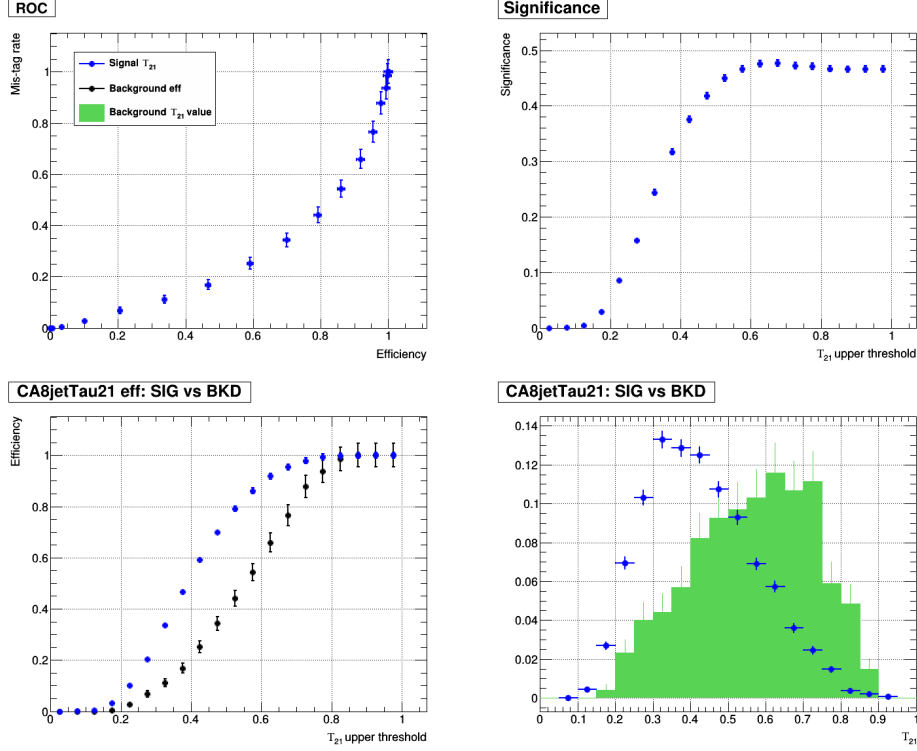 ROC
Mis-tag rate
Signal τ21
Background eff
Background τ21 value
1
0.8
0.6
0.4
0.2
0
0 0.2 0.4 0.6 0.8 1
Efficiency
Significance
Significance
0.5
0.4
0.3
0.2
0.1
0
0 0.2 0.4 0.6 0.8 1
τ21 upper threshold
CA8jetTau21 eff: SIG vs BKD
Efficiency
1
0.8
0.6
0.4
0.2
0
0 0.2 0.4 0.6 0.8 1
τ21 upper threshold
CA8jetTau21: SIG vs BKD
0.14
0.12
0.10
0.08
0.06
0.04
0.02
0
0 0.1 0.2 0.3 0.4 0.5 0.6 0.7 0.8 0.9 1
τ21